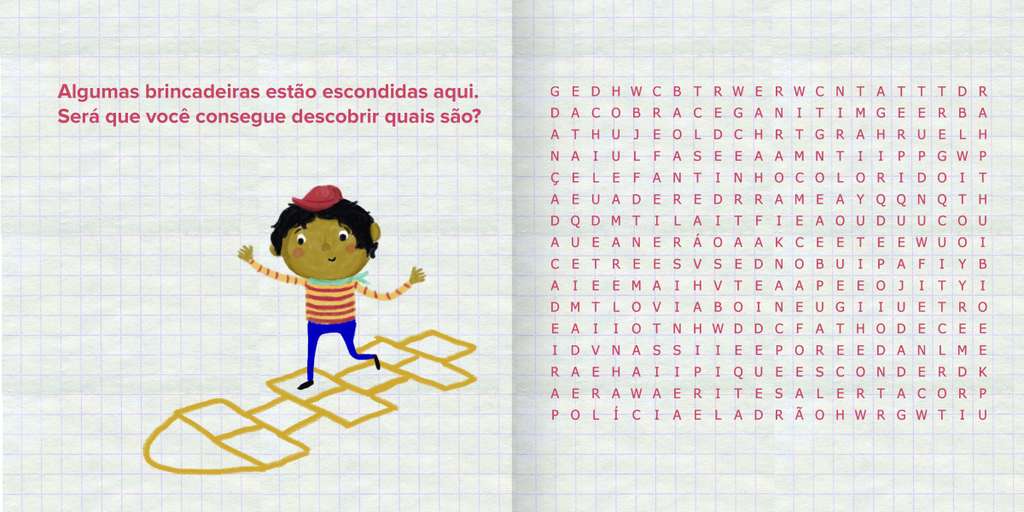 Algumas brincadeiras estão escondidas aqui.
Será que você consegue descobrir quais são?
G E D H W C B T R W E R W C N T A T T T D R
D A C O B R A C E G A N I T I M G E E R B A
A T H U J E O L D C H R T G R A H R U E L H
N A I U L F A S E E A A M N T I I P P G W P
Ç E L E F A N T I N H O C O L O R I D O I T
A E U A D E R E D R R A M E A Y Q Q N Q T H
D Q D M T I L A I T F I E A O U D U U C O U
A U E A N E R Á O A A K C E E T E E W U O I
C E T R E E S V S E D N O B U I P A F I Y B
A I E E M A I H V T E A A P E E O J I T Y I
D M T L O V I A B O I N E U G I I U E T R O
E A I I O T N H W D D C F A T H O D E C E E
I D V N A S S I I E E P O R E E D A N L M E
R A E H A I I P I Q U E E S C O N D E R D K
A E R A W A E R I T E S A L E R T A C O R P
P O L Í C I A E L A D R Ã O H W R G W T I U